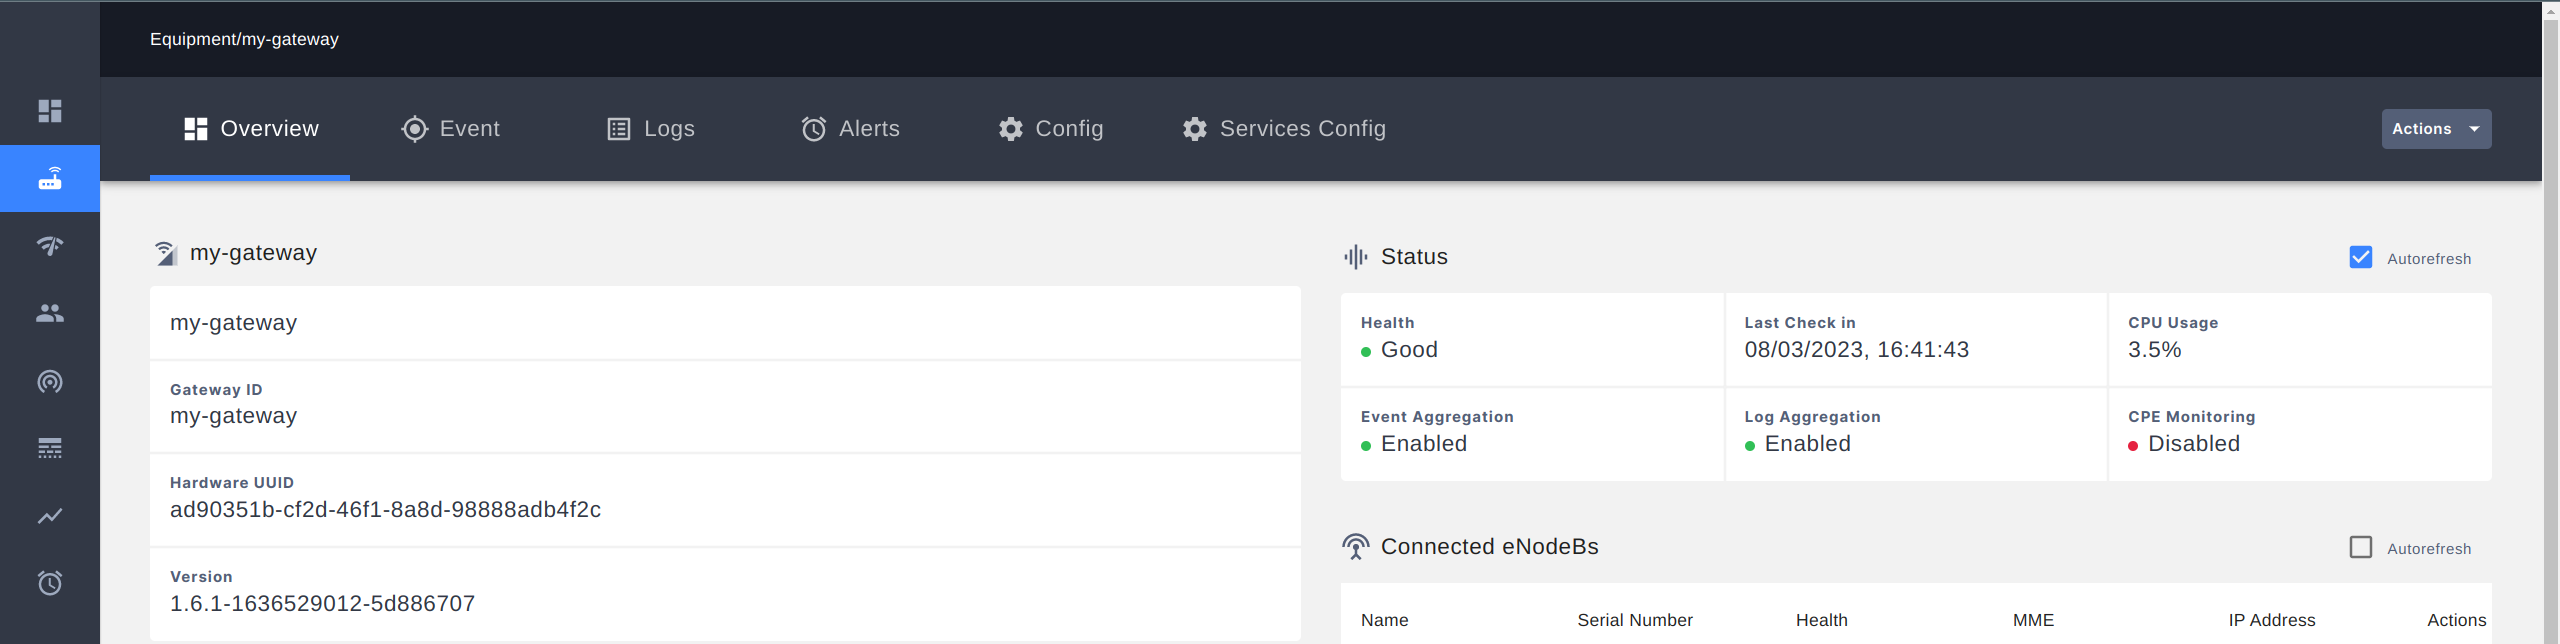 Equipment/my-gateway
Overview
Event
Logs
Alerts
Config
Services Config
Actions
my-gateway
my-gateway
Gateway ID
my-gateway
Hardware UUID
ad90351b-cf2d-46f1-8a8d-98888adb4f2c
Version
1.6.1-1636529012-5d886707
Status
Autorefresh
Health
Good
Last Check in
08/03/2023, 16:41:43
CPU Usage
3.5%
Event Aggregation
Enabled
Log Aggregation
Enabled
CPE Monitoring
Disabled
Connected eNodeBs
Autorefresh
Name Serial Number Health MME IP Address Actions